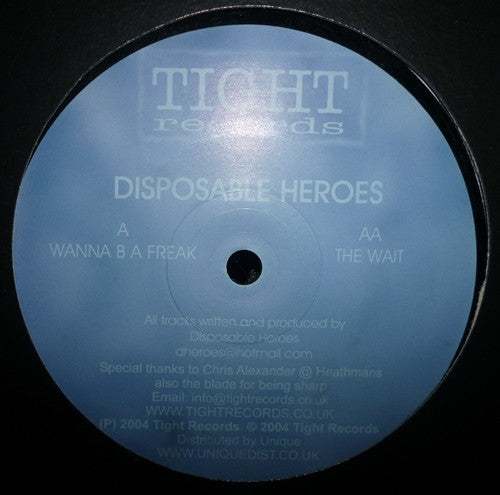 TIGHT
records
DISPOSABLE HEROES
A
WANNA B A FREAK
AA
THE WAIT
All tracks written and produced by
Disposable Heroes
dheroes@hotmail.com
Special thanks to Chris Alexander @ Heathmans
also the blade for being sharp
Email: info@tightrecords.co.uk
WWW.TIGHTRECORDS.CO.UK
(P) 2004 Tight Records © 2004 Tight Records
Distributed by Unique
WWW.UNIQUEDIST.CO.UK